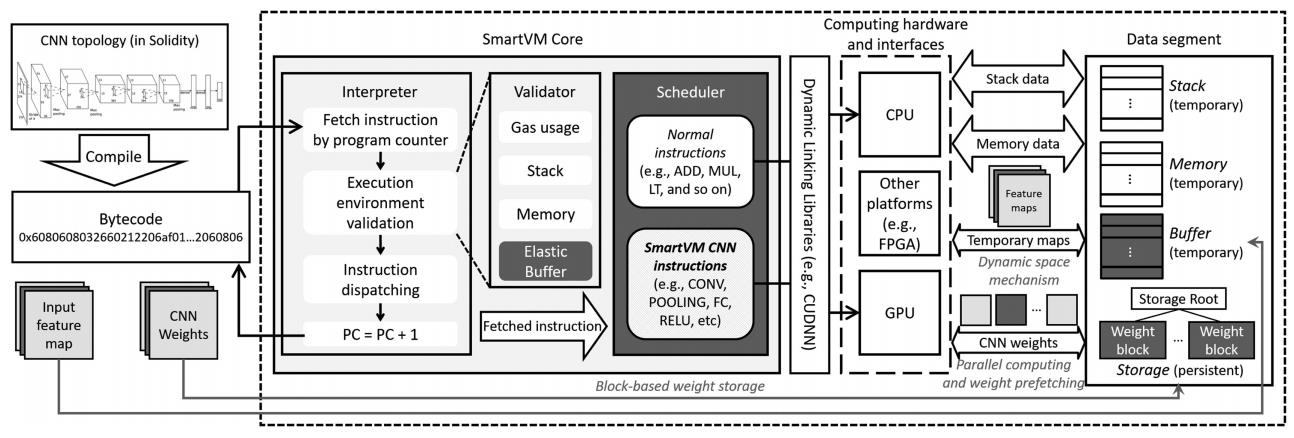 CNN topology (in Solidity)
Compile
Bytecode
0x6080608032660212206af01...2060806
Input
feature
map
CNN
Weights
SmartVM Core
Interpreter
Fetch instruction
by program counter
Execution
environment
validation
Instruction
dispatching
PC = PC + 1
Validator
Gas usage
Stack
Memory
Elastic
Buffer
Fetched instruction
Scheduler
Normal
instructions
(e.g., ADD, MUL,
LT, and so on)
SmartVM CNN
instructions
(e.g., CONV,
POOLING, FC,
RELU, etc)
Block-based weight storage
Dynamic Linking Libraries (e.g., CUDNN)
Computing hardware
and interfaces
CPU
Other
platforms
(e.g.,
FPGA)
GPU
Stack data
Memory data
Feature
maps
Temporary maps
Dynamic space
mechanism
...
CNN weights
Parallel computing
and weight prefetching
Data segment
Stack
(temporary)
Memory
(temporary)
Buffer
(temporary)
Storage Root
Weight
block
...
Weight
block
Storage (persistent)